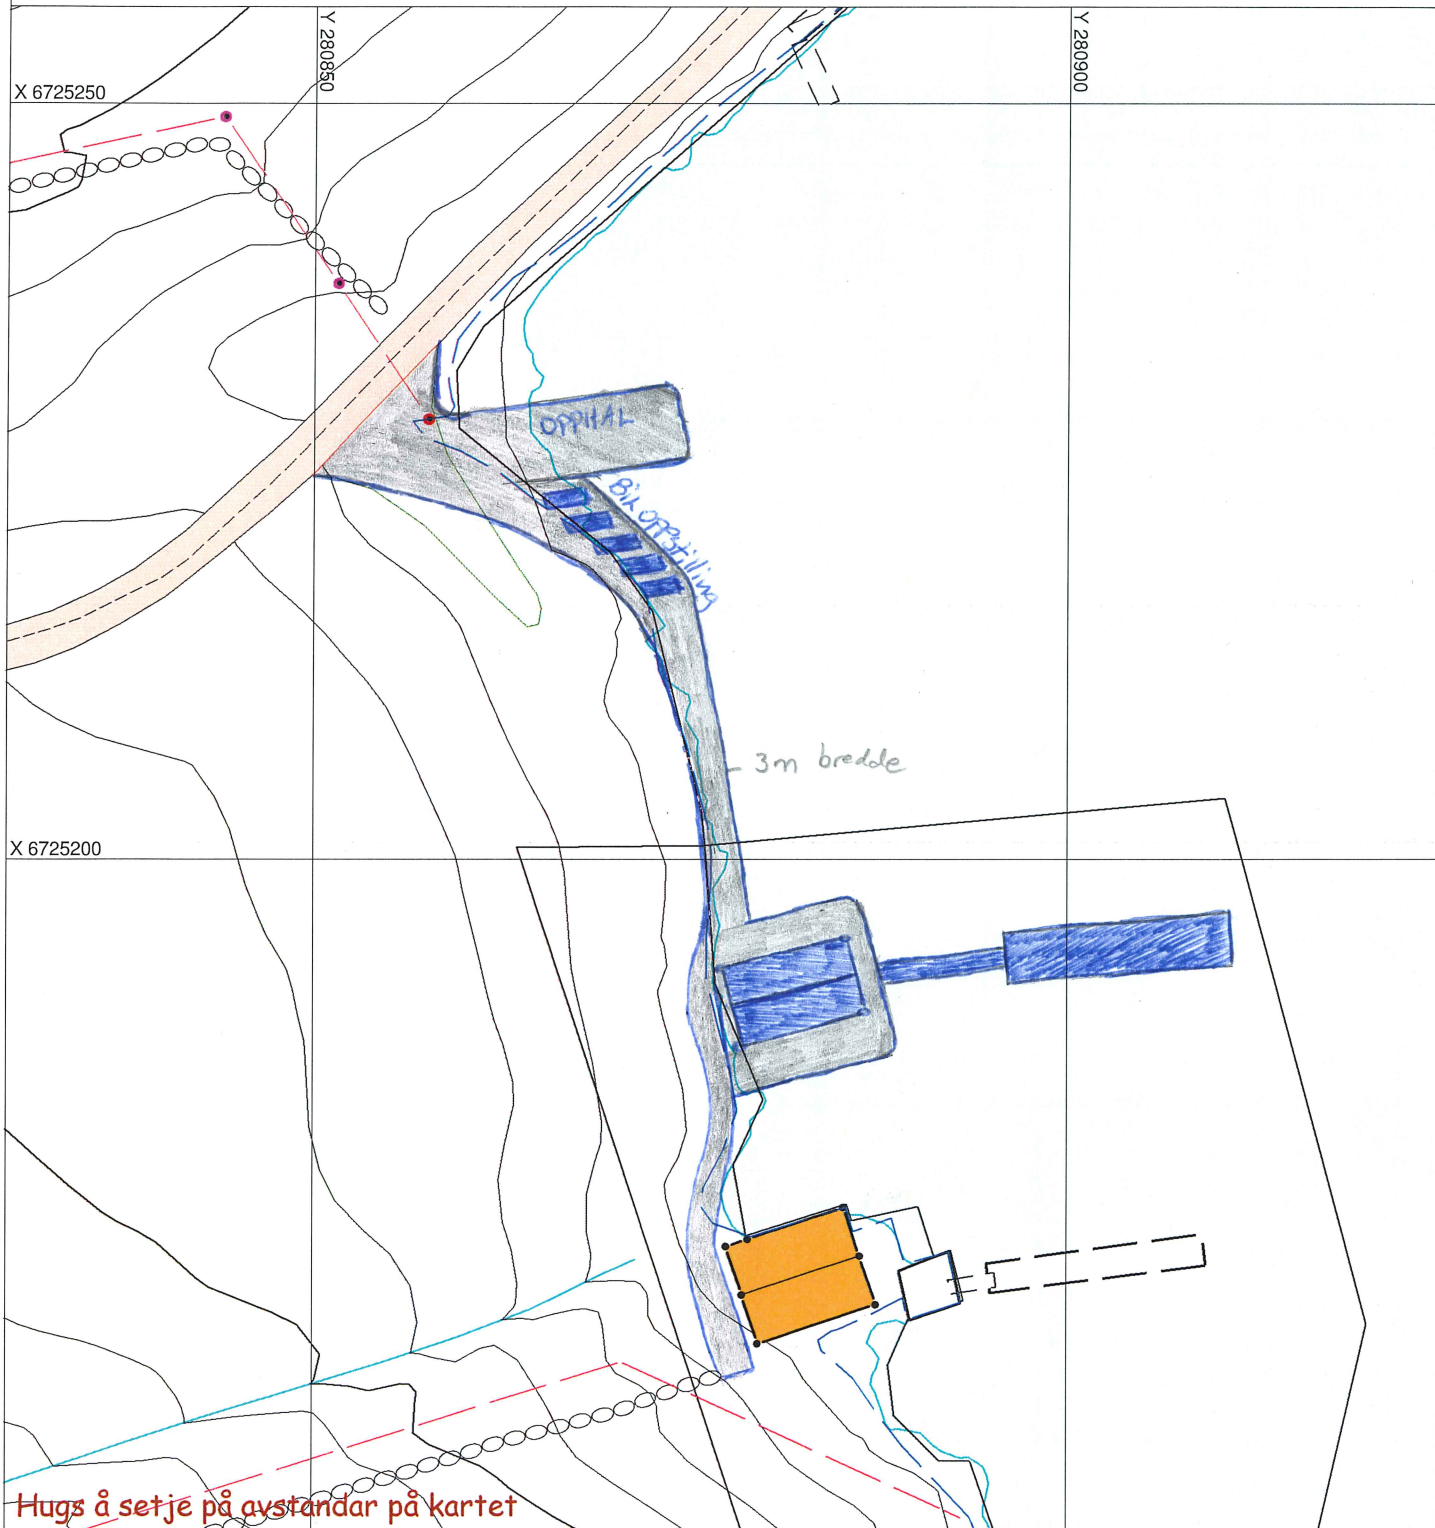 Y 280850
Y 280900
X 6725250
OPPHAL
Bil oppstilling
3m bredde
X 6725200
Hugs å setje på avstandar på kartet